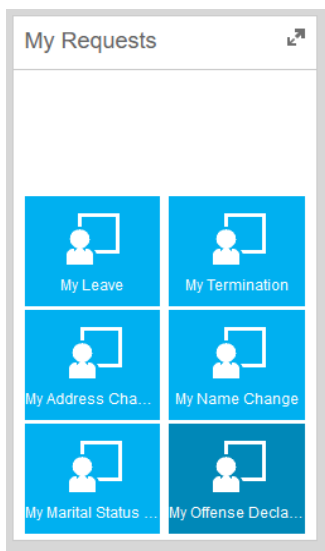 My Requests
My Leave
My Termination
My Address Cha...
My Name Change
My Marital Status ...
My Offense Decla...